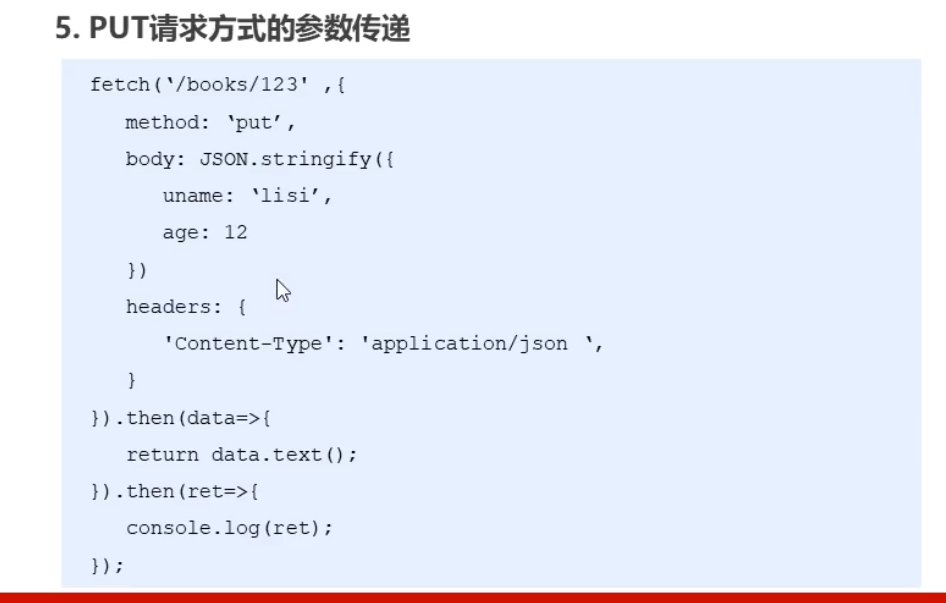 5. PUT请求方式的参数传递
fetch(‘/books/123' ,{
method: ‘put’,
body: JSON.stringify({
uname: ‘lisi’,
age: 12
})
headers: {
'Content-Type': 'application/json ‘,
}
}).then(data=>{
return data.text();
}).then(ret=>{
console.log(ret);
});